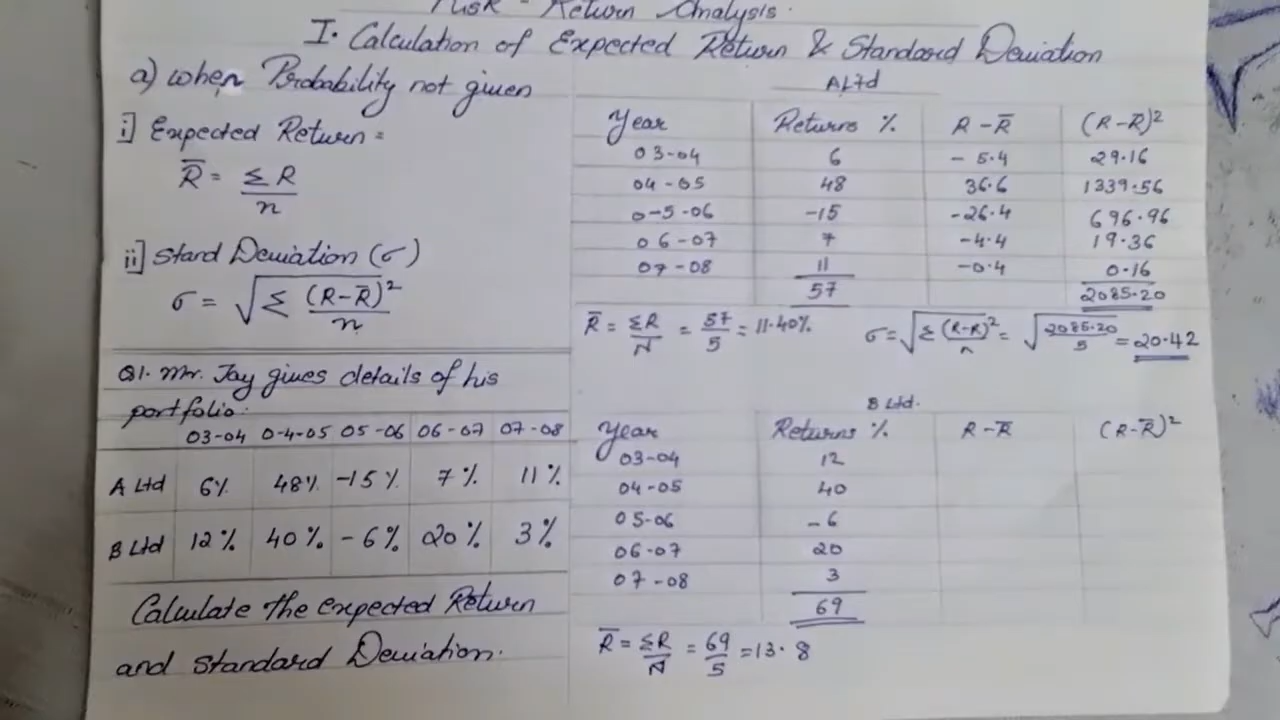 Risk - Return Analysis.
I. Calculation of Expected Return & Standard Deviation
a) when Probability not given
i] Expected Return =
R̅ = ΣR / n
ii] Stand Deviation (σ)
σ = √Σ (R-R̅)² / n
Q1. Mr. Jay gives details of his
portfolio.
03-04 0-4-05 05-06 06-07 07-08
A Ltd 6% 48% -15% 7% 11%
B Ltd 12% 40% -6% 20% 3%
Calculate the expected Return
and Standard Deviation.
A Ltd
Year Returns % R-R̅ (R-R̅)²
03-04 6 -5.4 29.16
04-05 48 36.6 1339.56
0-5-06 -15 -26.4 696.96
06-07 7 -4.4 19.36
07-08 11 -0.4 0.16
57 2085.20
R̅ = ΣR / N = 57 / 5 = 11.40% σ = √Σ (R-R)² / n = √2085.20 / 5 = 20.42
B Ltd.
Year Returns % R-R̅ (R-R̅)²
03-04 12
04-05 40
05-06 -6
06-07 20
07-08 3
69
R̅ = ΣR / N = 69 / 5 = 13.8